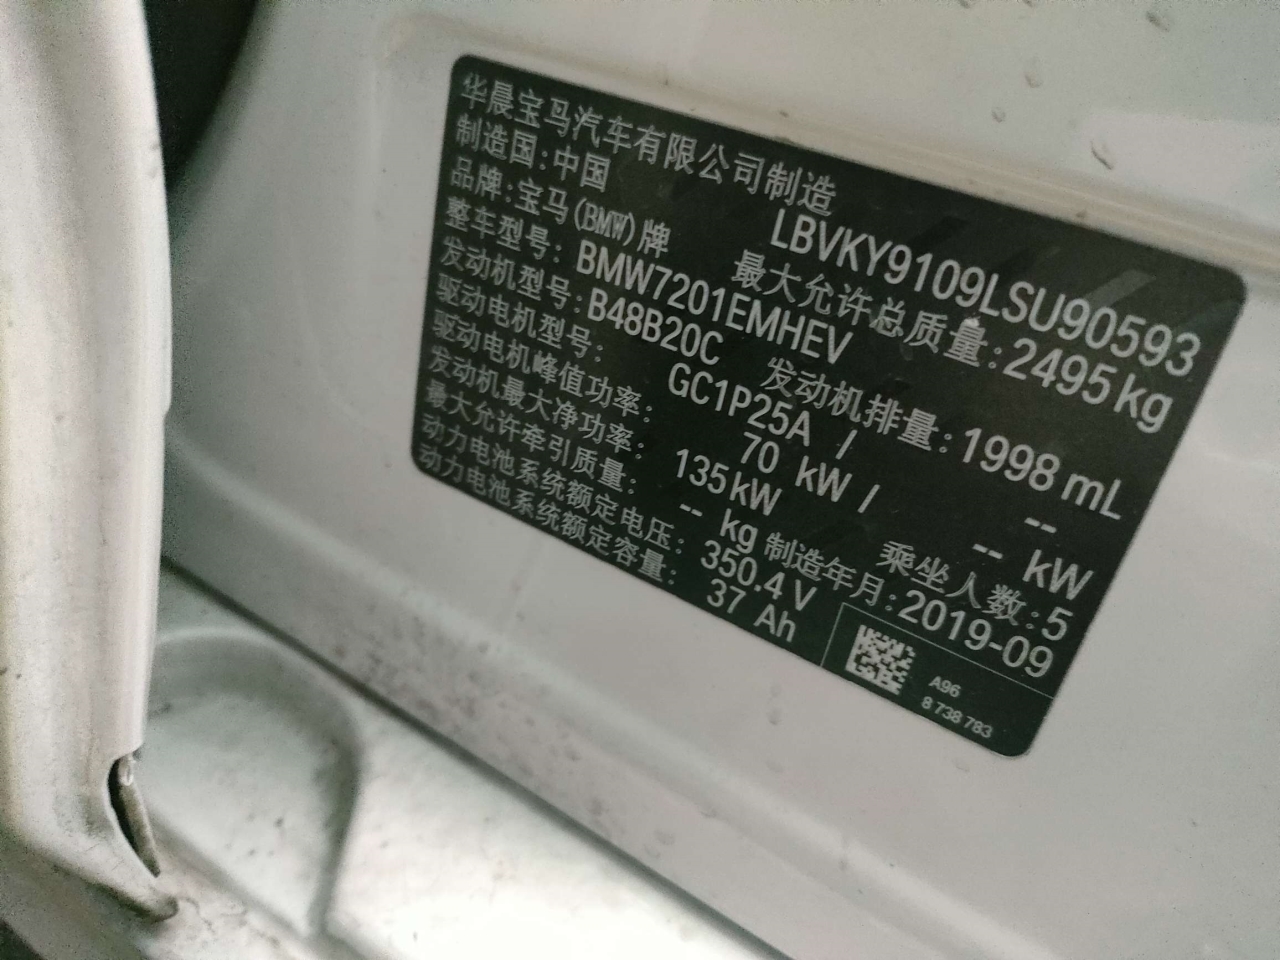 华晨宝马汽车有限公司制造
制造国:中国 LBVKY9109LSU90593
品牌:宝马(BMW)牌 最大允许总质量:2495kg
整车型号: BMW7201EMHEV
发动机型号:B48B20C 发动机排量:1998 mL
驱动电机型号: GC1P25A / --
驱动电机峰值功率: 70 kW / -- kW
发动机最大净功率: 135kW 乘坐人数:5
最大允许牵引质量: -- kg 制造年月:2019-09
动力电池系统额定电压: 350.4V
动力电池系统额定容量: 37 Ah
A96
8 738 783